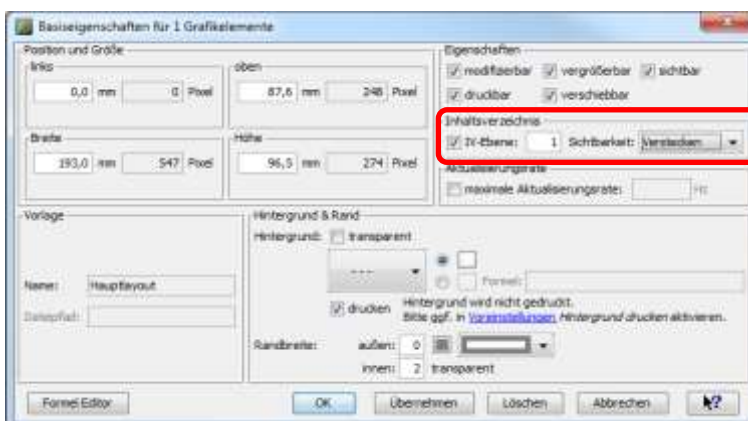 Basiseigenschaften für 1 Grafikelemente
Position und Größe
links
0,0 mm 0 Pixel
oben
87,6 mm 248 Pixel
Breite
193,0 mm 547 Pixel
Höhe
96,5 mm 274 Pixel
Eigenschaften
modifizierbar vergrößerbar sichtbar
druckbar verschiebbar
Inhaltsverzeichnis
IV-Ebene: 1 Sichtbarkeit: Verstecken
Aktualisierungsrate
maximale Aktualisierungsrate: Hz
Vorlage
Name: Hauptlayout
Dateipfad:
Hintergrund & Rand
Hintergrund: transparent
---
Formel:
drucken Hintergrund wird nicht gedruckt.
Bitte ggf. in Voreinstellungen Hintergrund drucken aktivieren.
Randbreite: außen: 0
innen: 2 transparent
Formel Editor OK Übernehmen Löschen Abbrechen ?